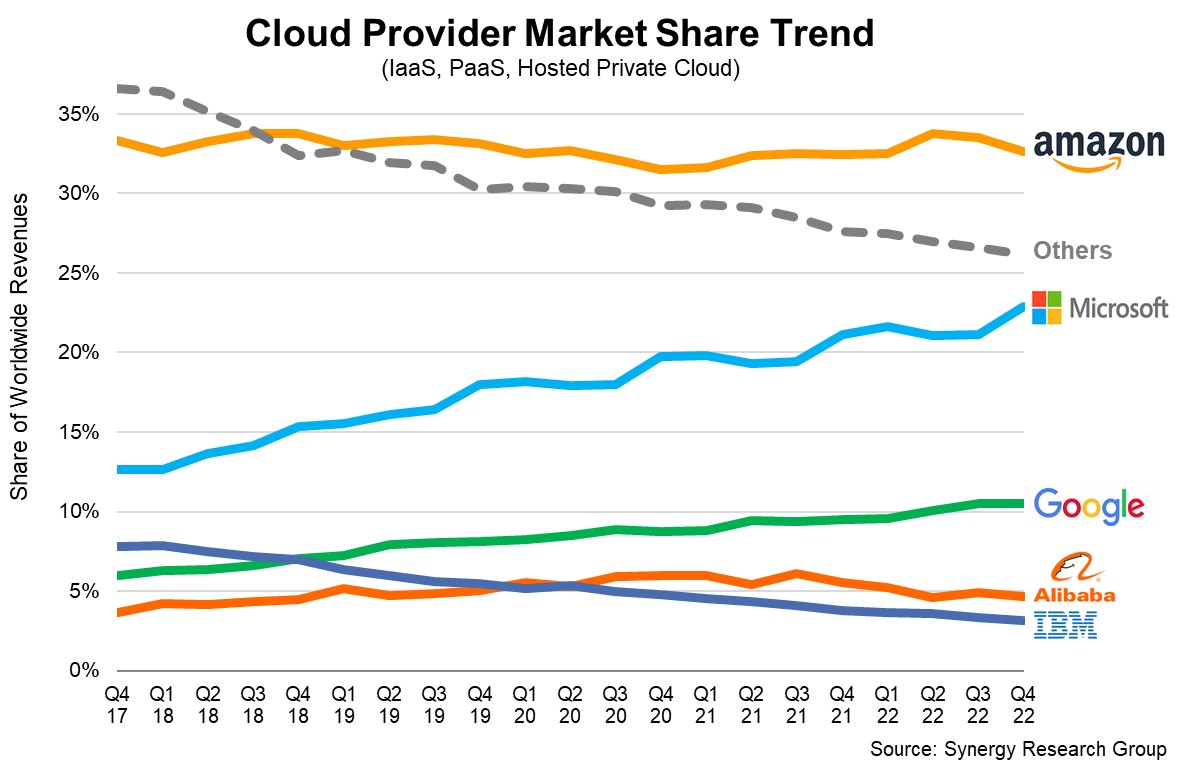 Cloud Provider Market Share Trend
(IaaS, PaaS, Hosted Private Cloud)
Share of Worldwide Revenues
35%
30%
25%
20%
15%
10%
5%
0%
amazon
Others
Microsoft
Google
Alibaba
IBM
Q4 Q1 Q2 Q3 Q4 Q1 Q2 Q3 Q4 Q1 Q2 Q3 Q4 Q1 Q2 Q3 Q4 Q1 Q2 Q3 Q4
17 18 18 18 18 19 19 19 19 20 20 20 20 21 21 21 21 22 22 22 22
Source: Synergy Research Group